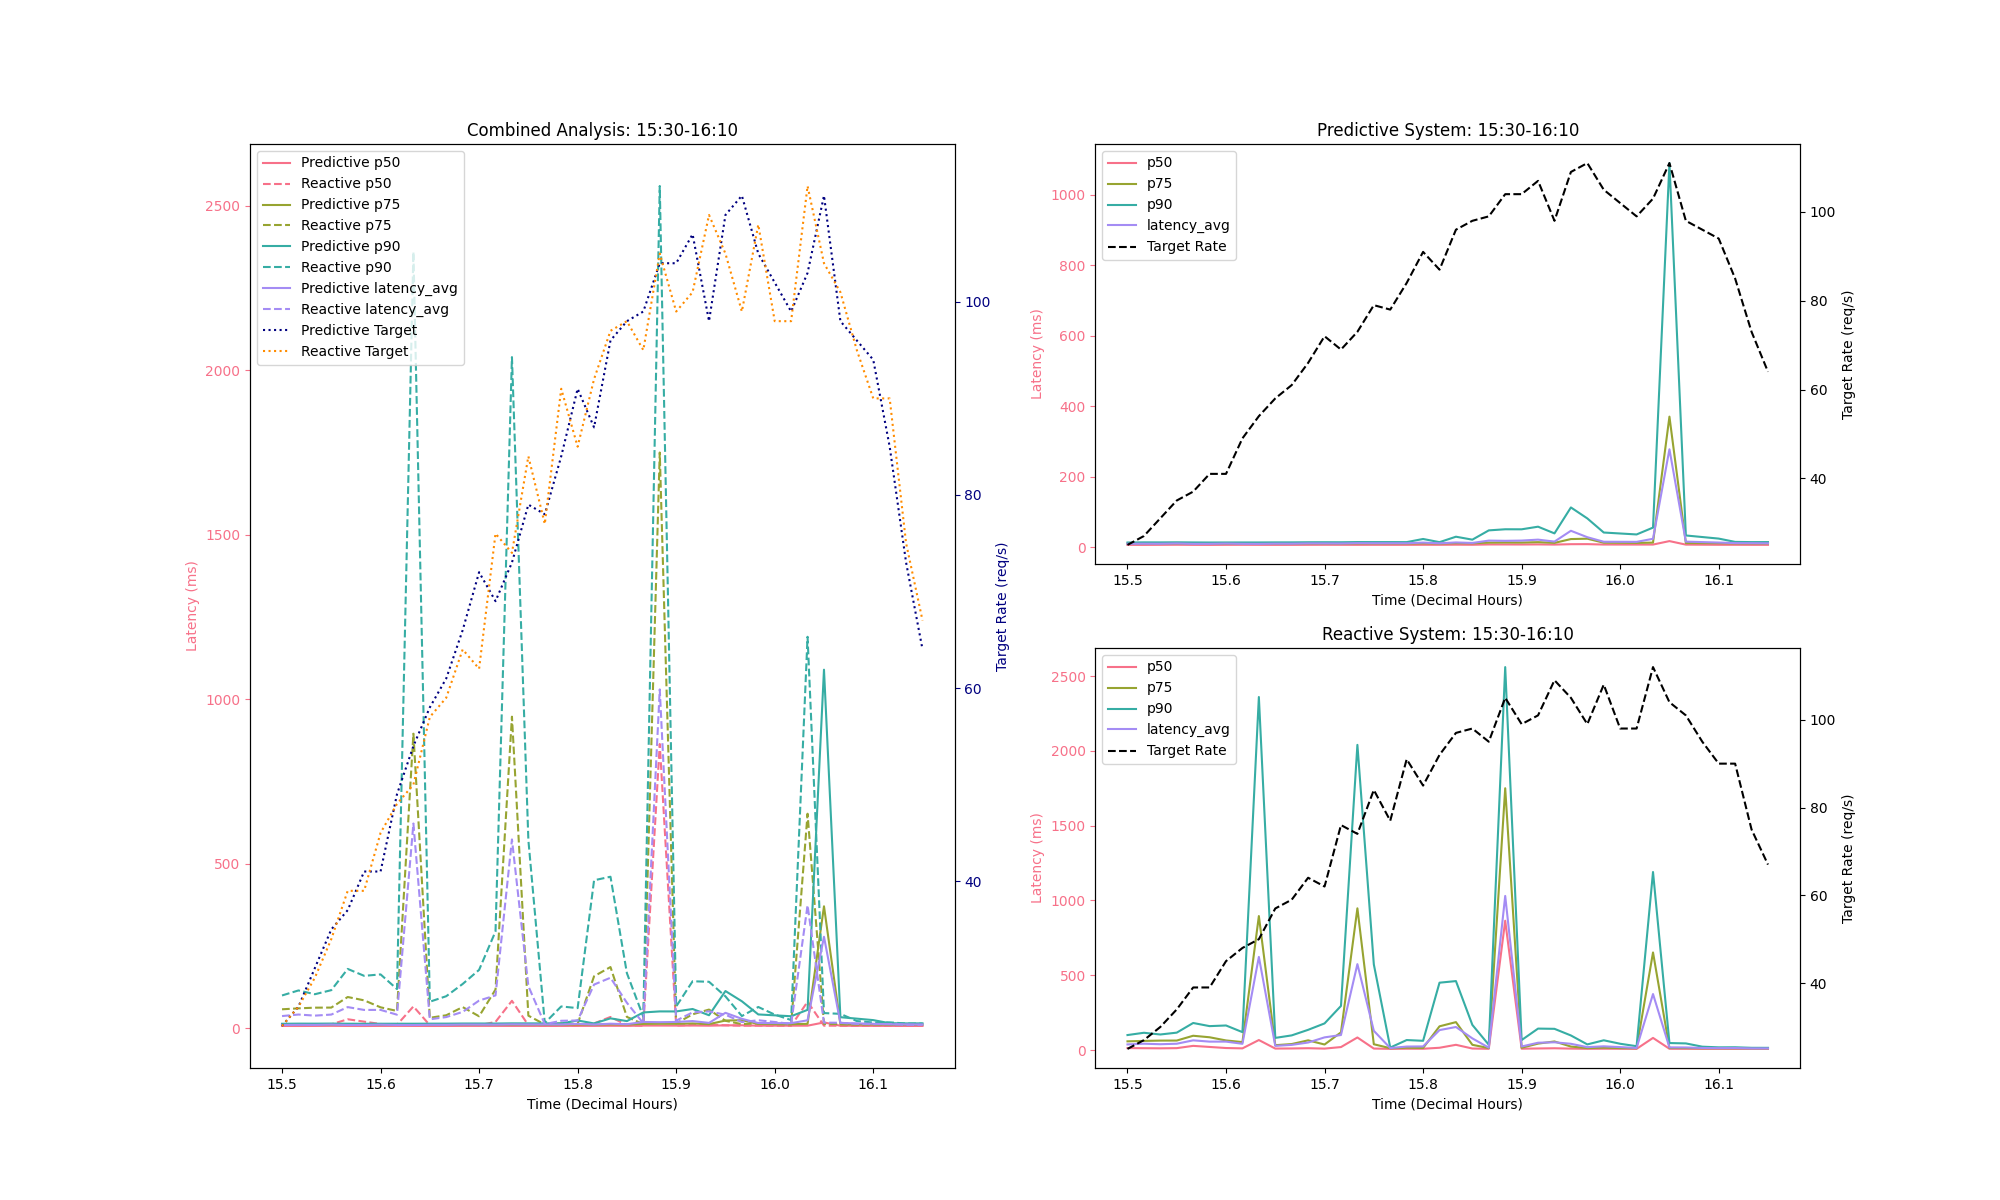 Combined Analysis: 15:30-16:10
Predictive p50
Reactive p50
Predictive p75
Reactive p75
Predictive p90
Reactive p90
Predictive latency_avg
Reactive latency_avg
Predictive Target
Reactive Target
Latency (ms)
2500
2000
1500
1000
500
0
Target Rate (req/s)
100
80
60
40
15.5 15.6 15.7 15.8 15.9 16.0 16.1
Time (Decimal Hours)
Predictive System: 15:30-16:10
p50
p75
p90
latency_avg
Target Rate
Latency (ms)
1000
800
600
400
200
0
Target Rate (req/s)
100
80
60
40
15.5 15.6 15.7 15.8 15.9 16.0 16.1
Time (Decimal Hours)
Reactive System: 15:30-16:10
p50
p75
p90
latency_avg
Target Rate
Latency (ms)
2500
2000
1500
1000
500
0
Target Rate (req/s)
100
80
60
40
15.5 15.6 15.7 15.8 15.9 16.0 16.1
Time (Decimal Hours)